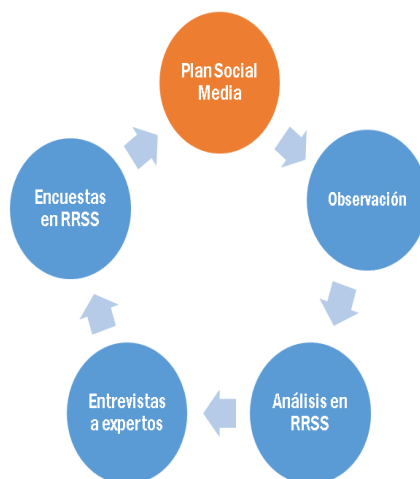 Plan Social
Media
Observación
Análisis en
RRSS
Entrevistas
a expertos
Encuestas
en RRSS